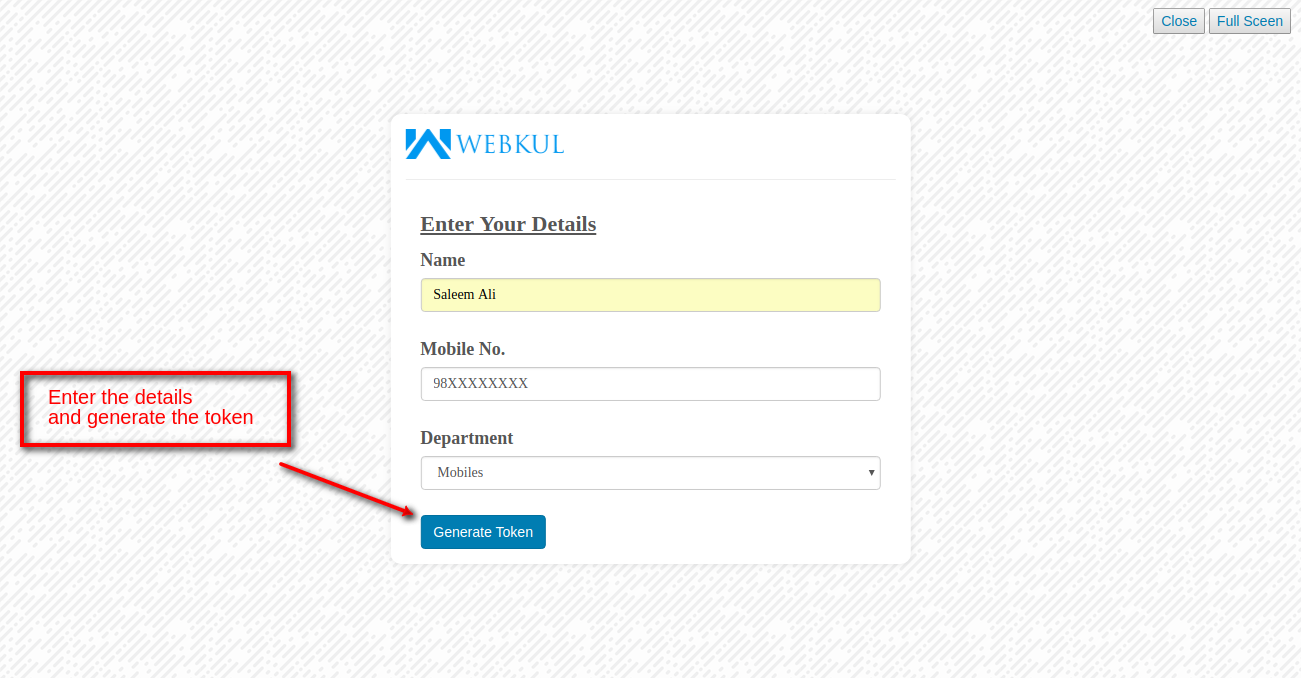 Close Full Sceen
WEBKUL
Enter Your Details
Name
Saleem Ali
Mobile No.
98XXXXXXXX
Enter the details
and generate the token
Department
Mobiles
Generate Token